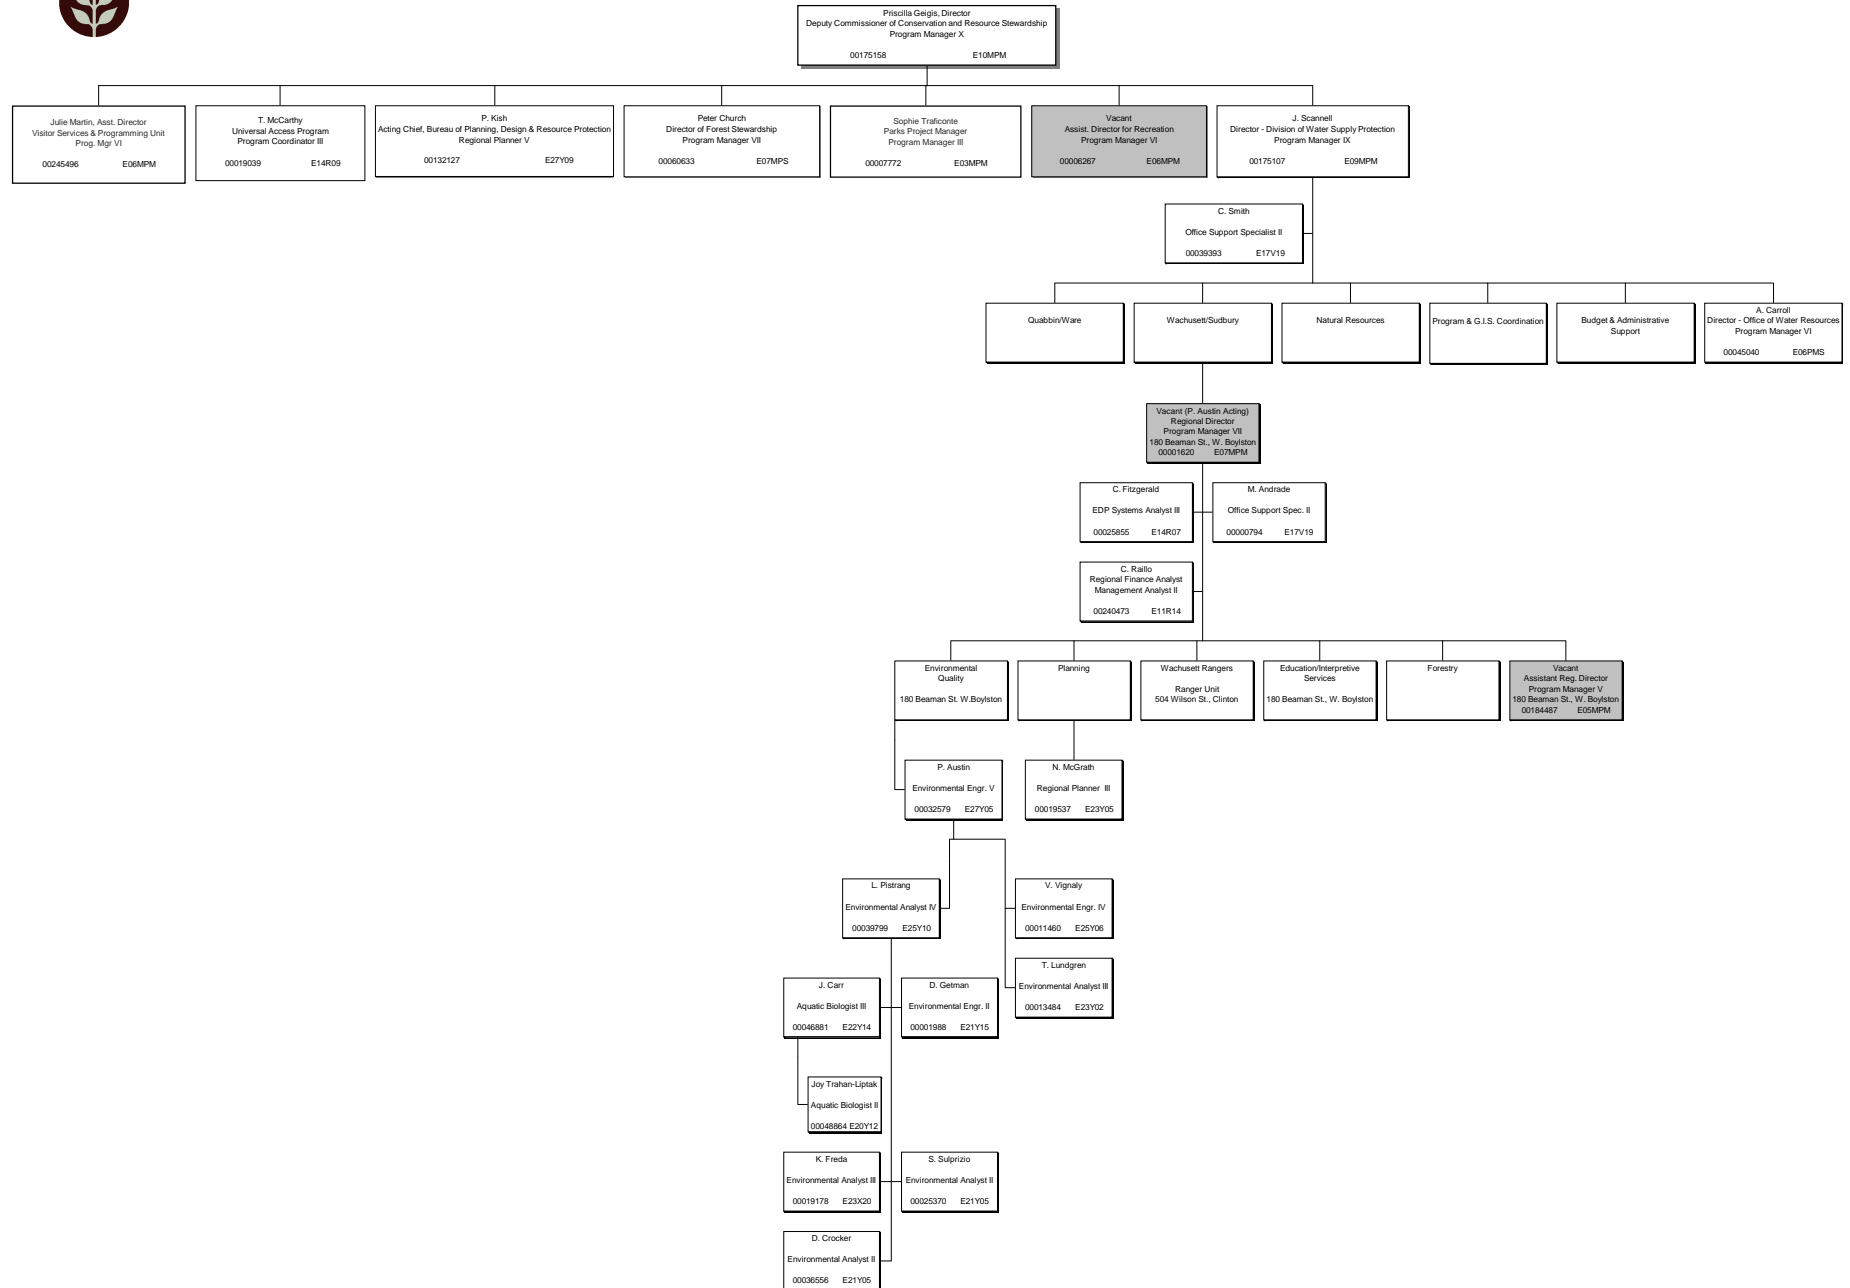 Priscilla Geigis, Director
Deputy Commissioner of Conservation and Resource Stewardship
Program Manager X
00175158 E10MPM
Julie Martin, Asst. Director
Visitor Services & Programming Unit
Prog. Mgr VI
00245496 E06MPM
T. McCarthy
Universal Access Program
Program Coordinator III
00019039 E14R09
P. Kish
Acting Chief, Bureau of Planning, Design & Resource Protection
Regional Planner V
00132127 E27Y09
Peter Church
Director of Forest Stewardship
Program Manager VII
00060633 E07MPS
Sophie Traficonte
Parks Project Manager
Program Manager III
00007772 E03MPM
Vacant
Assist. Director for Recreation
Program Manager VI
00006267 E06MPM
J. Scannell
Director - Division of Water Supply Protection
Program Manager IX
00175107 E09MPM
C. Smith
Office Support Specialist II
00039393 E17V19
Quabbin/Ware
Wachusett/Sudbury
Natural Resources
Program & G.I.S. Coordination
Budget & Administrative
Support
A. Carroll
Director - Office of Water Resources
Program Manager VI
00045040 E06PMS
Vacant (P. Austin Acting)
Regional Director
Program Manager VII
180 Beaman St., W. Boylston
00001620 E07MPM
C. Fitzgerald
EDP Systems Analyst III
00025855 E14R07
M. Andrade
Office Support Spec. II
00000794 E17V19
C. Raillo
Regional Finance Analyst
Management Analyst II
00240473 E11R14
Environmental
Quality
180 Beaman St. W.Boylston
Planning
Wachusett Rangers
Ranger Unit
504 Wilson St., Clinton
Education/Interpretive
Services
180 Beaman St., W. Boylston
Forestry
Vacant
Assistant Reg. Director
Program Manager V
180 Beaman St., W. Boylston
00184487 E05MPM
P. Austin
Environmental Engr. V
00032579 E27Y05
N. McGrath
Regional Planner III
00019537 E23Y05
L. Pistrang
Environmental Analyst IV
00039799 E25Y10
V. Vignaly
Environmental Engr. IV
00011460 E25Y06
T. Lundgren
Environmental Analyst III
00013484 E23Y02
J. Carr
Aquatic Biologist III
00046881 E22Y14
D. Getman
Environmental Engr. II
00001988 E21Y15
Joy Trahan-Liptak
Aquatic Biologist II
00048864 E20Y12
K. Freda
Environmental Analyst III
00019178 E23X20
S. Sulprizio
Environmental Analyst II
00025370 E21Y05
D. Crocker
Environmental Analyst II
00036556 E21Y05